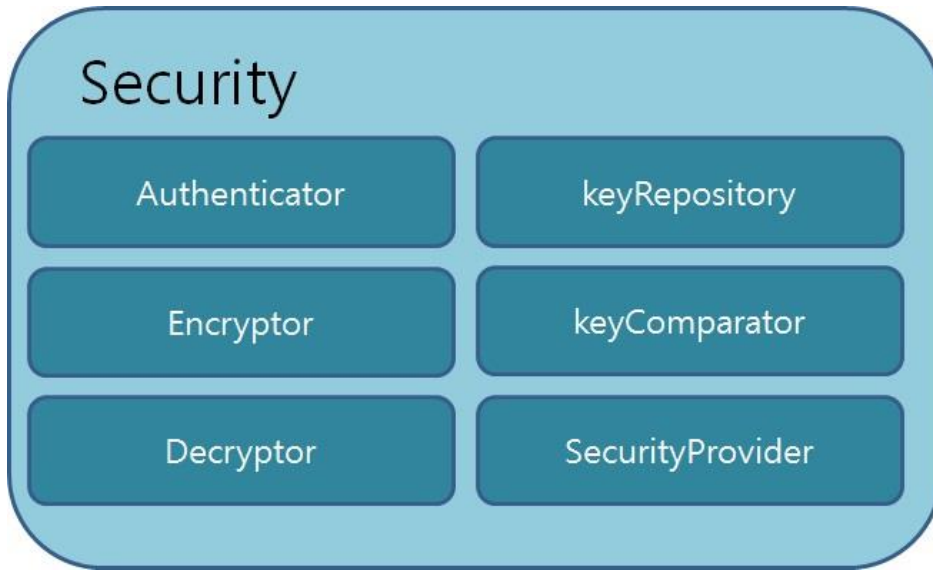 Security
Authenticator
keyRepository
Encryptor
keyComparator
Decryptor
SecurityProvider